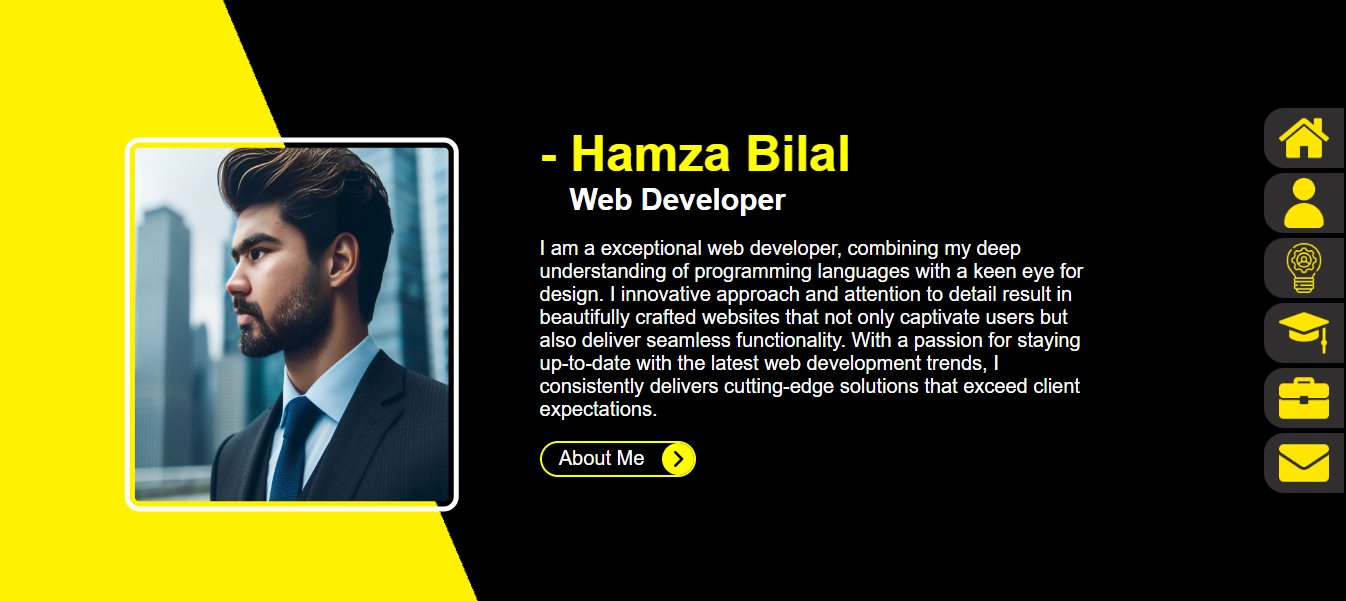 - Hamza Bilal
Web Developer
I am a exceptional web developer, combining my deep
understanding of programming languages with a keen eye for
design. I innovative approach and attention to detail result in
beautifully crafted websites that not only captivate users but
also deliver seamless functionality. With a passion for staying
up-to-date with the latest web development trends, I
consistently delivers cutting-edge solutions that exceed client
expectations.
About Me